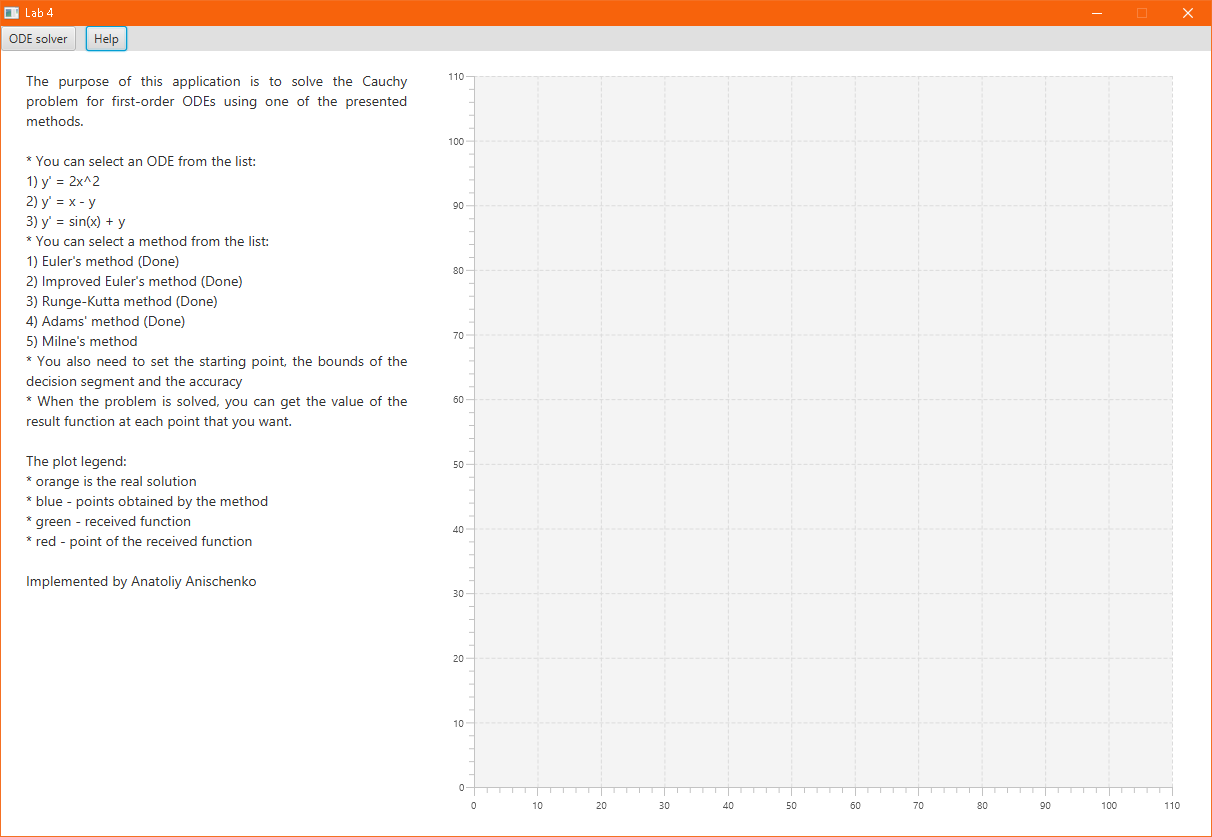 Lab 4
ODE solver
Help
The purpose of this application is to solve the Cauchy
problem for first-order ODEs using one of the presented
methods.
* You can select an ODE from the list:
1) y' = 2x^2
2) y' = x - y
3) y' = sin(x) + y
* You can select a method from the list:
1) Euler's method (Done)
2) Improved Euler's method (Done)
3) Runge-Kutta method (Done)
4) Adams' method (Done)
5) Milne's method
* You also need to set the starting point, the bounds of the
decision segment and the accuracy
* When the problem is solved, you can get the value of the
result function at each point that you want.
The plot legend:
* orange is the real solution
* blue - points obtained by the method
* green - received function
* red - point of the received function
Implemented by Anatoliy Anischenko
110
100
90
80
70
60
50
40
30
20
10
0
0 10 20 30 40 50 60 70 80 90 100 110